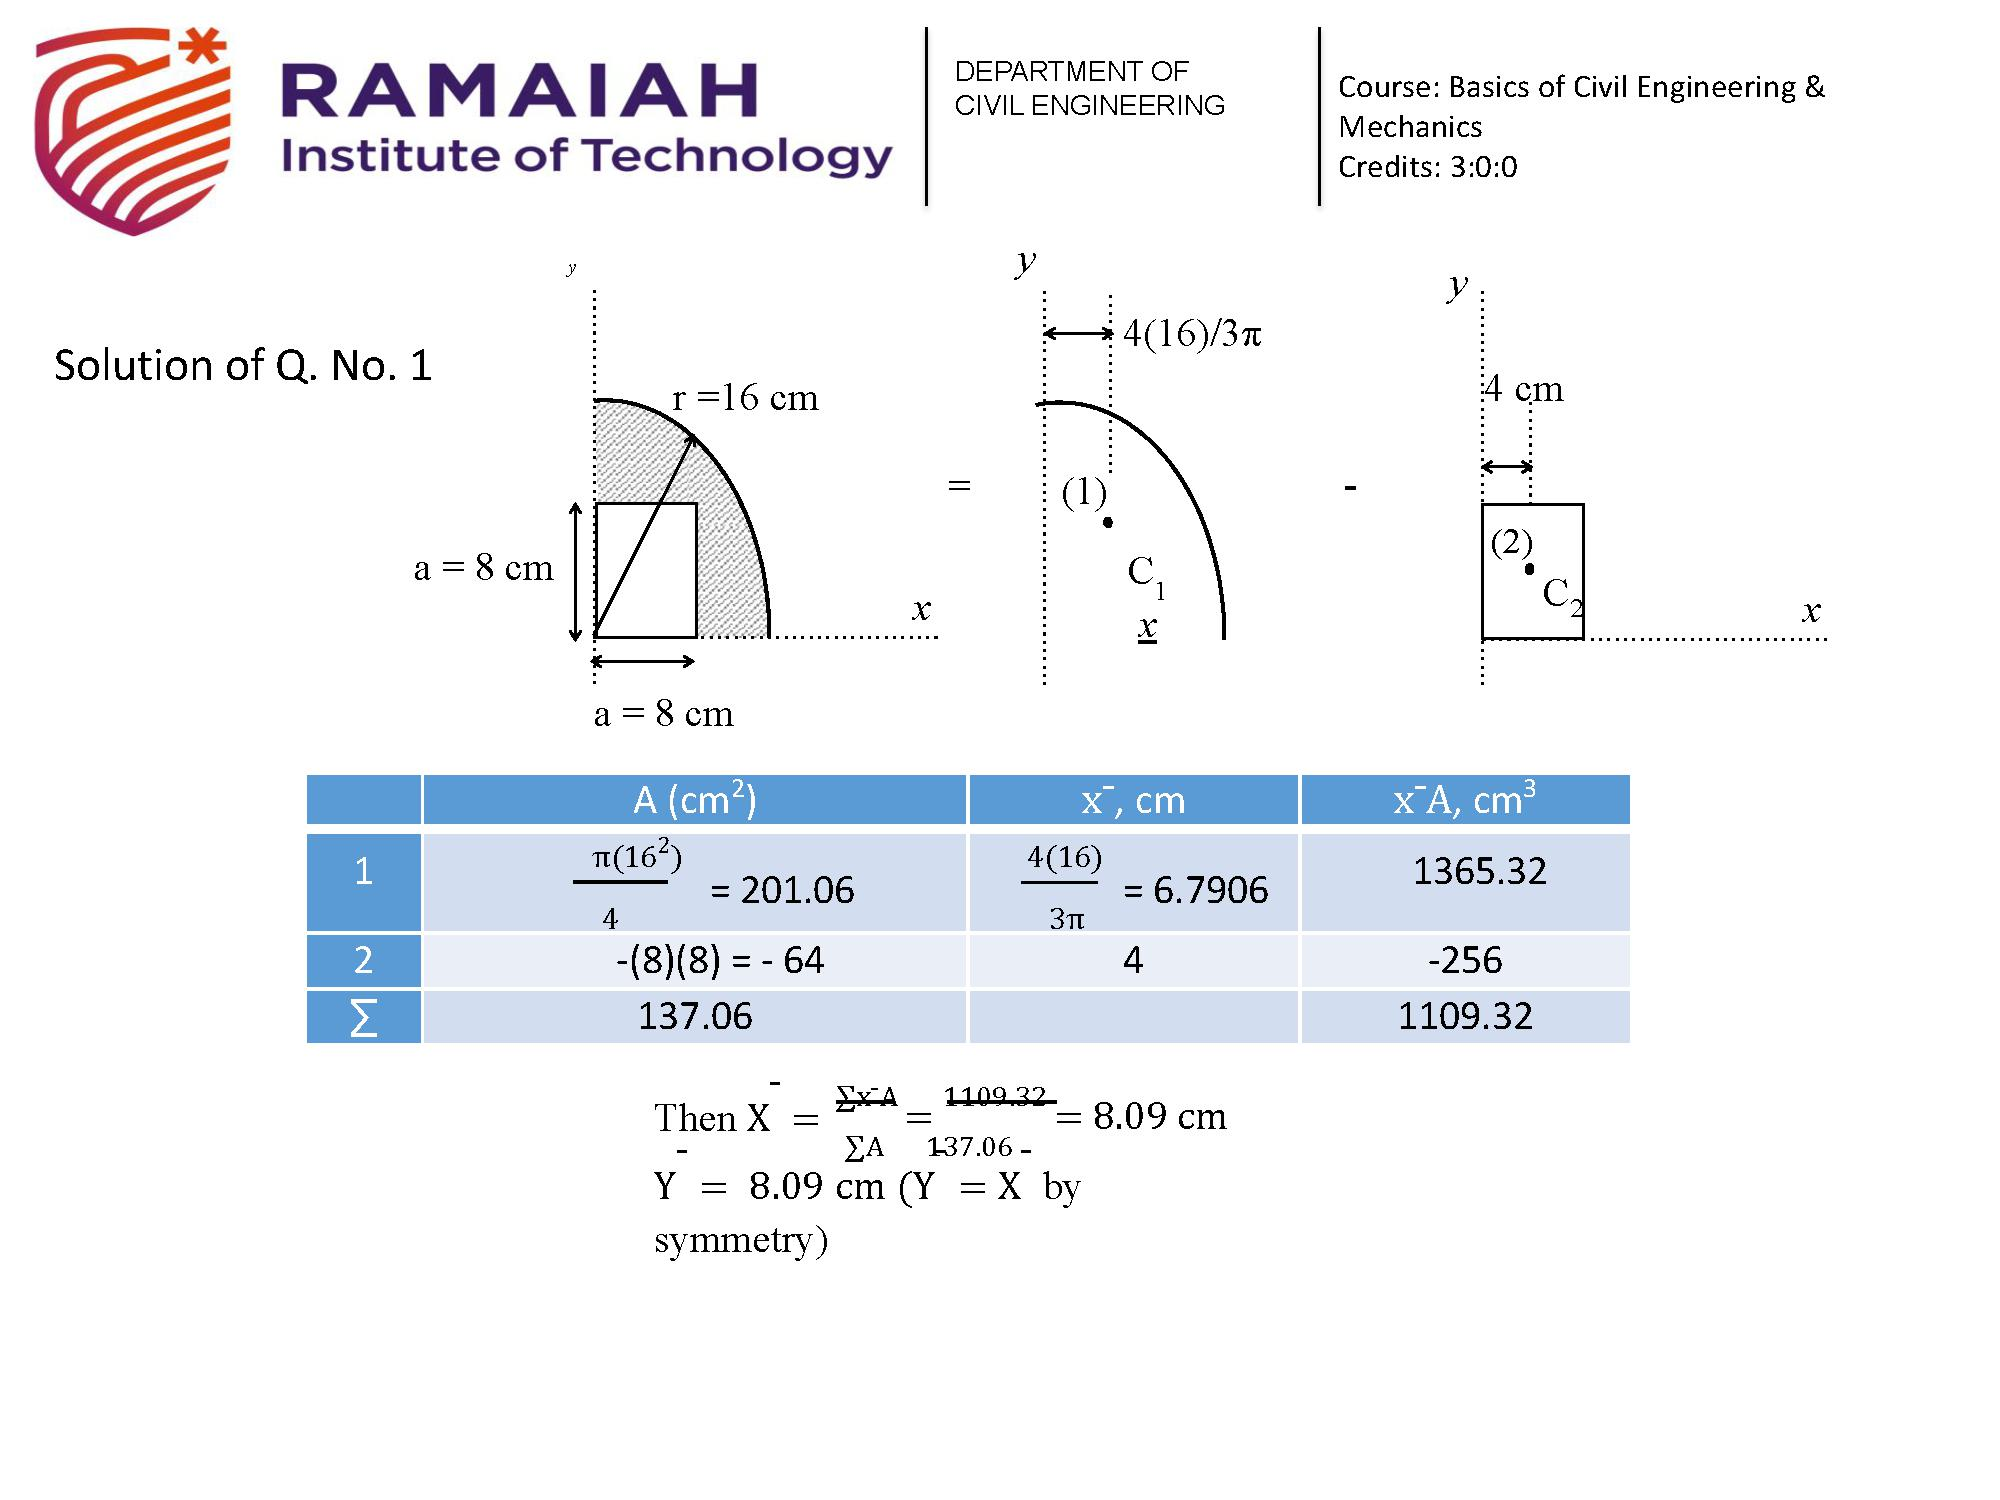 RAMAIAH
Institute of Technology
DEPARTMENT OF
CIVIL ENGINEERING
Course: Basics of Civil Engineering &
Mechanics
Credits: 3:0:0
Solution of Q. No. 1
y
r =16 cm
a = 8 cm
x
a = 8 cm
=
y
4(16)/3π
(1)
C₁
x
-
y
4 cm
(2)
C₂
x
A (cm²) x¯, cm x¯A, cm³
1 π(16²)/4 = 201.06 4(16)/3π = 6.7906 1365.32
2 -(8)(8) = - 64 4 -256
∑ 137.06 1109.32
Then X¯ = ∑x¯A/∑A = 1109.32/137.06 = 8.09 cm
Y¯ = 8.09 cm (Y¯ = X¯ by
symmetry)